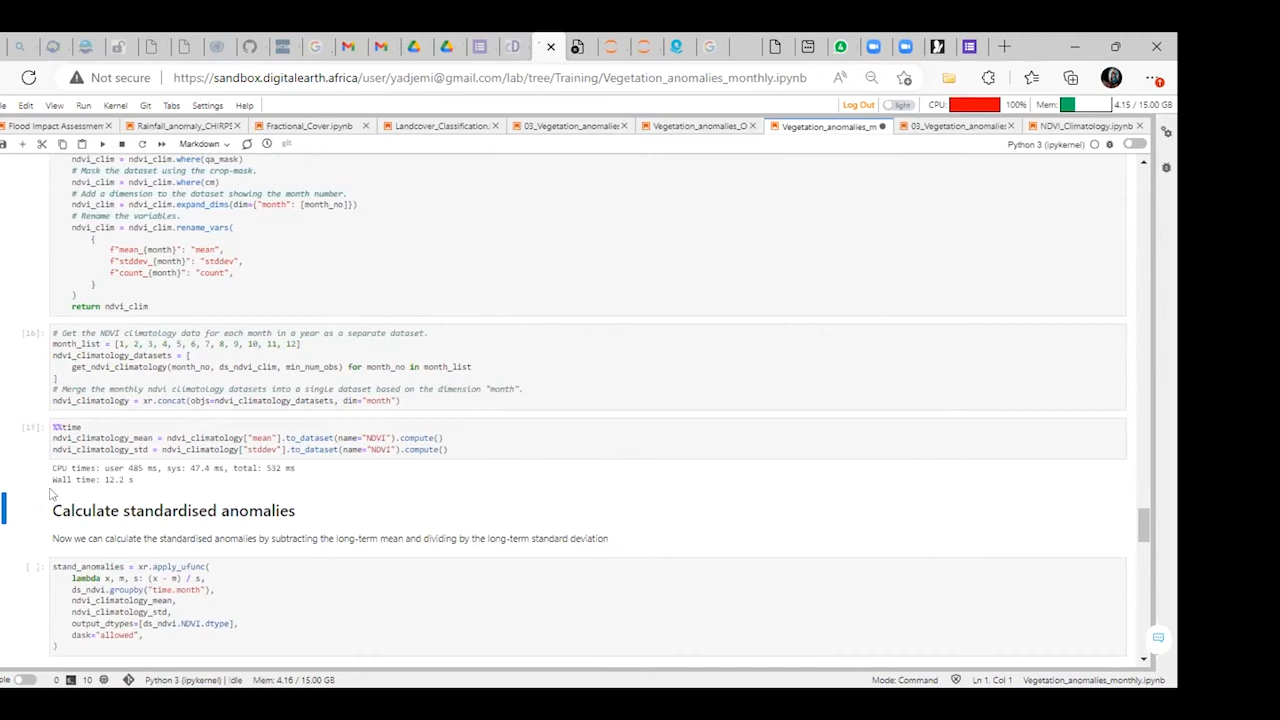 Not secure
https://sandbox.digitalearth.africa/user/yadjemi@gmail.com/lab/tree/Training/Vegetation_anomalies_monthly.ipynb
Edit View Run Kernel Git Tabs Settings Help
Log Out light CPU: 100% Mem: 4.15 / 15.00 GB
Flood Impact Assessmen Rainfall_anomaly_CHIRPS Fractional_Cover.ipynb Landcover_Classification. 03_Vegetation_anomalies Vegetation_anomalies_O Vegetation_anomalies_m 03_Vegetation_anomalies NDVI_Climatology.ipynb
Markdown git Python 3 (ipykernel)
ndvi_clim = ndvi_clim.where(qa_mask)
# Mask the dataset using the crop-mask.
ndvi_clim = ndvi_clim.where(cm)
# Add a dimension to the dataset showing the month number.
ndvi_clim = ndvi_clim.expand_dims(dim={"month": [month_no]})
# Rename the variables.
ndvi_clim = ndvi_clim.rename_vars(
{
f"mean_{month}": "mean",
f"stddev_{month}": "stddev",
f"count_{month}": "count",
}
)
return ndvi_clim
[16]: # Get the NDVI climatology data for each month in a year as a separate dataset.
month_list = [1, 2, 3, 4, 5, 6, 7, 8, 9, 10, 11, 12]
ndvi_climatology_datasets = [
get_ndvi_climatology(month_no, ds_ndvi_clim, min_num_obs) for month_no in month_list
]
# Merge the monthly ndvi climatology datasets into a single dataset based on the dimension "month".
ndvi_climatology = xr.concat(objs=ndvi_climatology_datasets, dim="month")
%%time
ndvi_climatology_mean = ndvi_climatology["mean"].to_dataset(name="NDVI").compute()
ndvi_climatology_std = ndvi_climatology["stddev"].to_dataset(name="NDVI").compute()
CPU times: user 485 ms, sys: 47.4 ms, total: 532 ms
Wall time: 12.2 s
Calculate standardised anomalies
Now we can calculate the standardised anomalies by subtracting the long-term mean and dividing by the long-term standard deviation
[ ]: stand_anomalies = xr.apply_ufunc(
lambda x, m, s: (x - m) / s,
ds_ndvi.groupby("time.month"),
ndvi_climatology_mean,
ndvi_climatology_std,
output_dtypes=[ds_ndvi.NDVI.dtype],
dask="allowed",
)
0 10 Python 3 (ipykernel) | Idle Mem: 4.16 / 15.00 GB Mode: Command Ln 1, Col 1 Vegetation_anomalies_monthly.ipynb